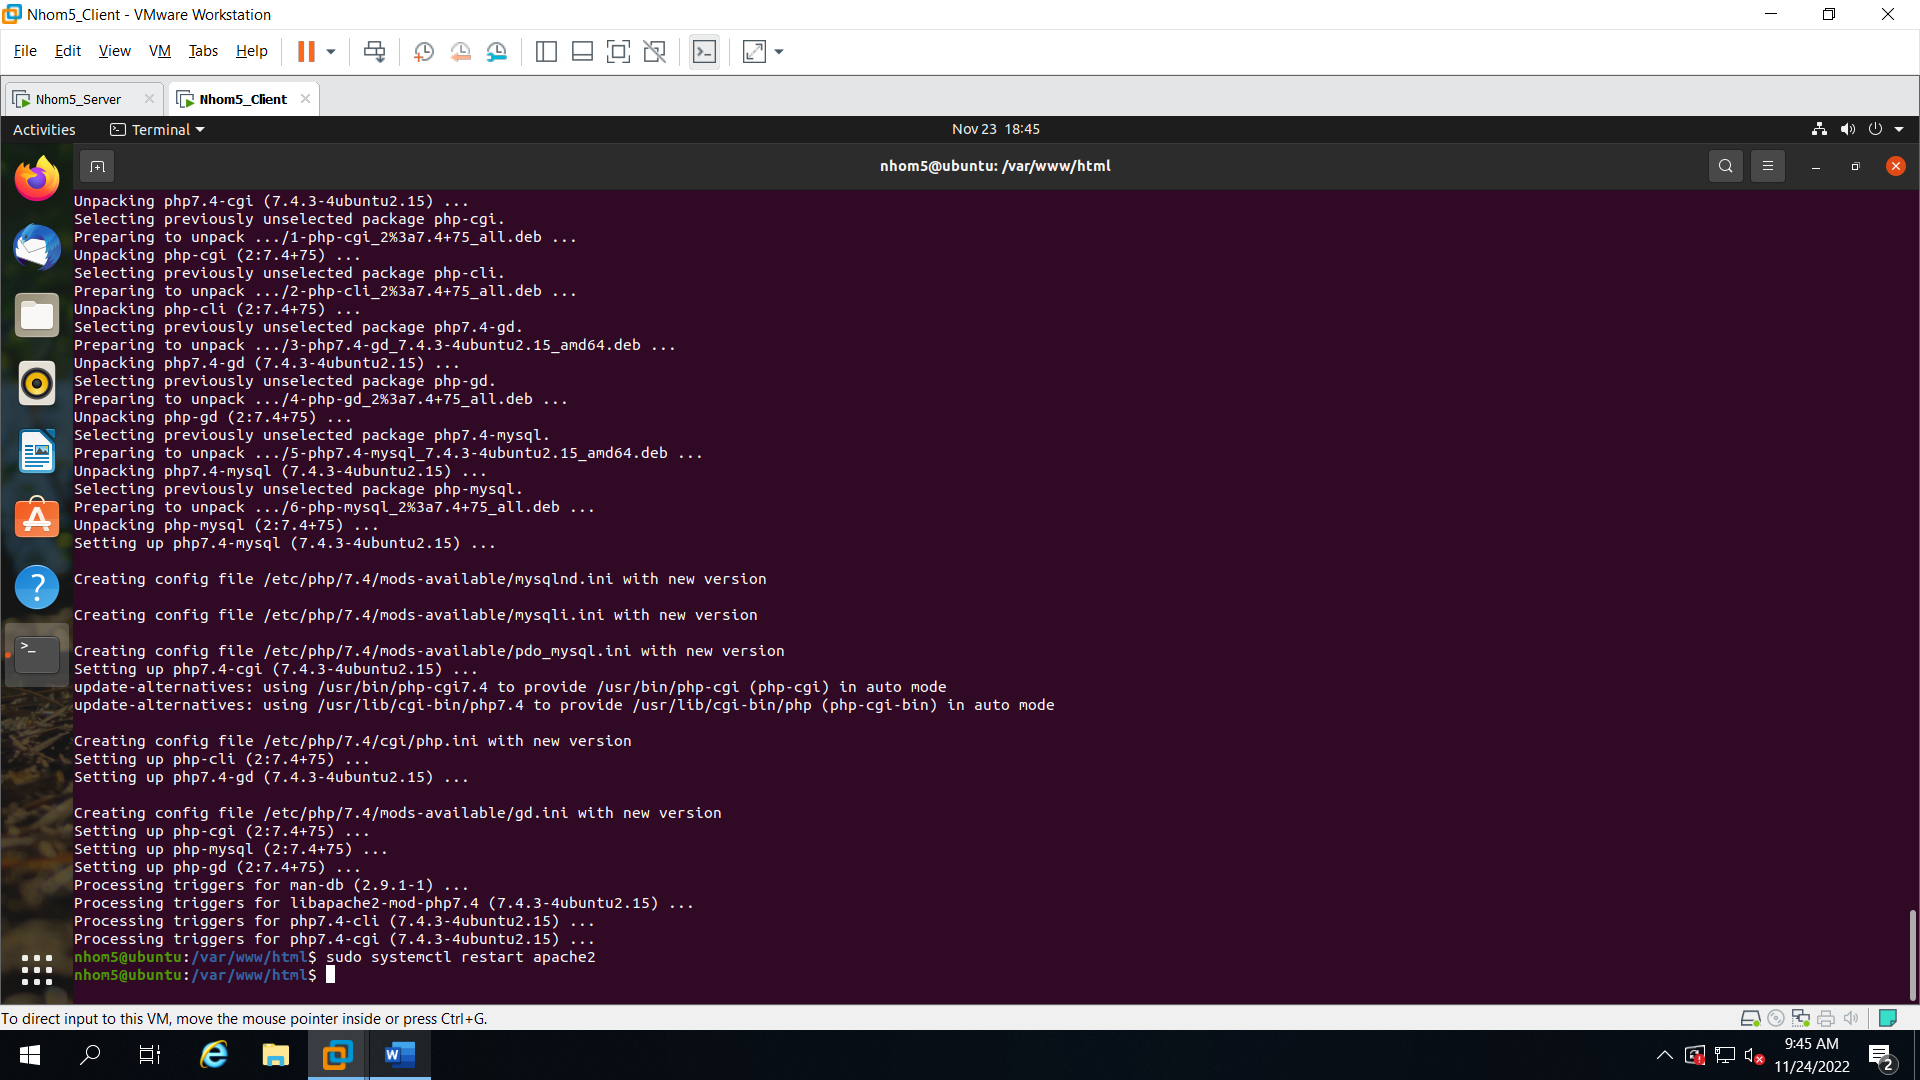 Nhom5_Client - VMware Workstation
File Edit View VM Tabs Help
Nhom5_Server
Nhom5_Client
Activities Terminal Nov 23 18:45
nhom5@ubuntu: /var/www/html
Unpacking php7.4-cgi (7.4.3-4ubuntu2.15) ...
Selecting previously unselected package php-cgi.
Preparing to unpack .../1-php-cgi_2%3a7.4+75_all.deb ...
Unpacking php-cgi (2:7.4+75) ...
Selecting previously unselected package php-cli.
Preparing to unpack .../2-php-cli_2%3a7.4+75_all.deb ...
Unpacking php-cli (2:7.4+75) ...
Selecting previously unselected package php7.4-gd.
Preparing to unpack .../3-php7.4-gd_7.4.3-4ubuntu2.15_amd64.deb ...
Unpacking php7.4-gd (7.4.3-4ubuntu2.15) ...
Selecting previously unselected package php-gd.
Preparing to unpack .../4-php-gd_2%3a7.4+75_all.deb ...
Unpacking php-gd (2:7.4+75) ...
Selecting previously unselected package php7.4-mysql.
Preparing to unpack .../5-php7.4-mysql_7.4.3-4ubuntu2.15_amd64.deb ...
Unpacking php7.4-mysql (7.4.3-4ubuntu2.15) ...
Selecting previously unselected package php-mysql.
Preparing to unpack .../6-php-mysql_2%3a7.4+75_all.deb ...
Unpacking php-mysql (2:7.4+75) ...
Setting up php7.4-mysql (7.4.3-4ubuntu2.15) ...
Creating config file /etc/php/7.4/mods-available/mysqlnd.ini with new version
Creating config file /etc/php/7.4/mods-available/mysqli.ini with new version
Creating config file /etc/php/7.4/mods-available/pdo_mysql.ini with new version
Setting up php7.4-cgi (7.4.3-4ubuntu2.15) ...
update-alternatives: using /usr/bin/php-cgi7.4 to provide /usr/bin/php-cgi (php-cgi) in auto mode
update-alternatives: using /usr/lib/cgi-bin/php7.4 to provide /usr/lib/cgi-bin/php (php-cgi-bin) in auto mode
Creating config file /etc/php/7.4/cgi/php.ini with new version
Setting up php-cli (2:7.4+75) ...
Setting up php7.4-gd (7.4.3-4ubuntu2.15) ...
Creating config file /etc/php/7.4/mods-available/gd.ini with new version
Setting up php-cgi (2:7.4+75) ...
Setting up php-mysql (2:7.4+75) ...
Setting up php-gd (2:7.4+75) ...
Processing triggers for man-db (2.9.1-1) ...
Processing triggers for libapache2-mod-php7.4 (7.4.3-4ubuntu2.15) ...
Processing triggers for php7.4-cli (7.4.3-4ubuntu2.15) ...
Processing triggers for php7.4-cgi (7.4.3-4ubuntu2.15) ...
nhom5@ubuntu:/var/www/html$ sudo systemctl restart apache2
nhom5@ubuntu:/var/www/html$
To direct input to this VM, move the mouse pointer inside or press Ctrl+G.
9:45 AM
11/24/2022
2